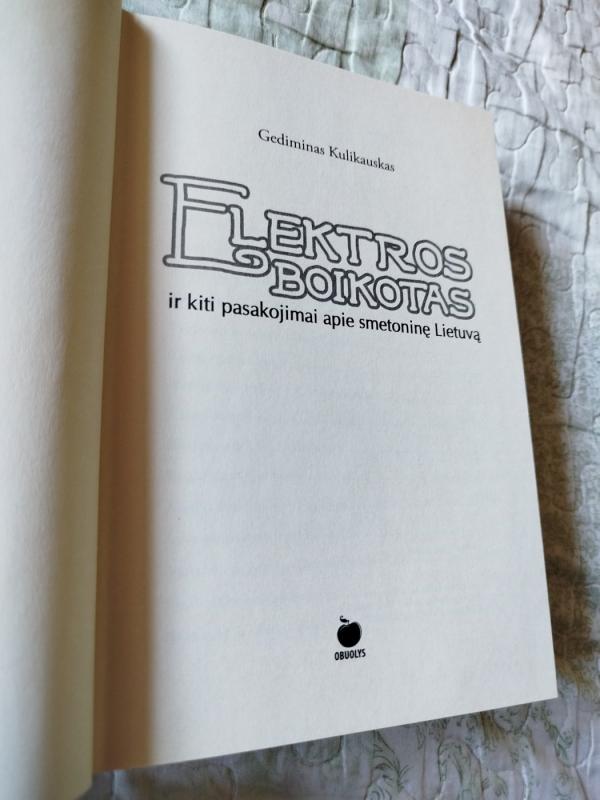 Gediminas Kulikauskas
ELEKTROS
BOIKOTAS
ir kiti pasakojimai apie smetoninę Lietuvą
OBUOLYS